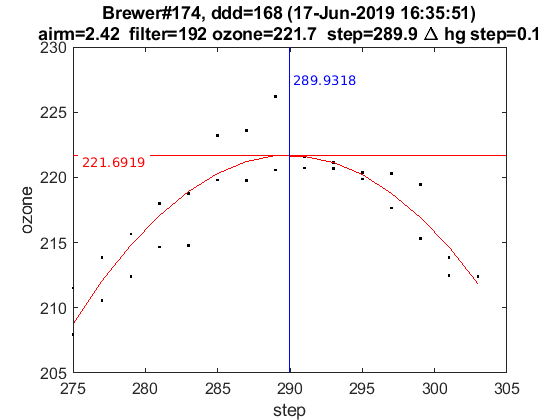 Brewer#174, ddd=168 (17-Jun-2019 16:35:51)
airm=2.42 filter=192 ozone=221.7 step=289.9 Δ hg step=0.1
230
289.9318
225
221.6919
220
ozone
215
210
205
275 280 285 290 295 300 305
step